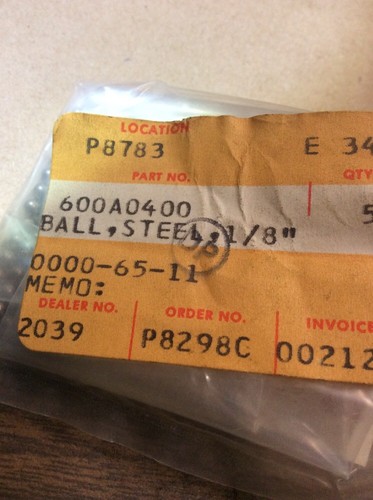 LOCATION
P8783 E 34
PART NO. QTY
600A0400 5
BALL, STEEL, 1/8"
0000-65-11
MEMO:
DEALER NO. ORDER NO. INVOICE
2039 P8298C 00212